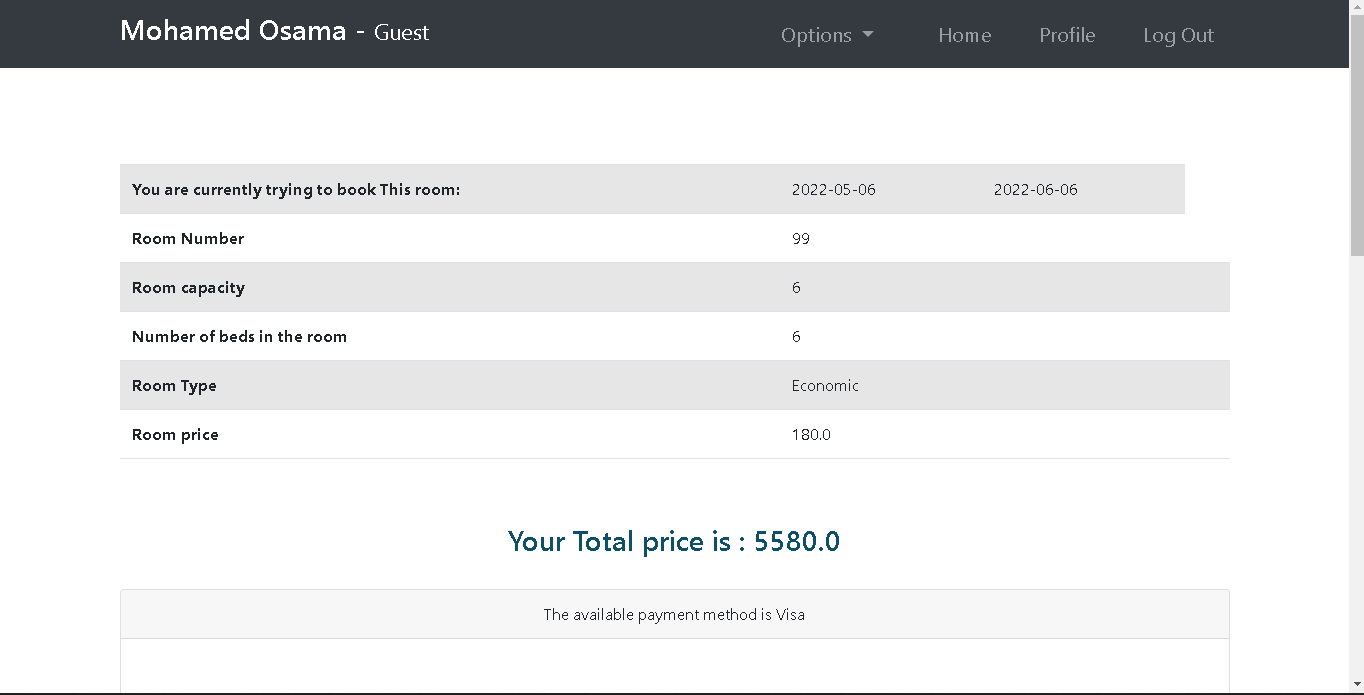 Mohamed Osama - Guest Options Home Profile Log Out
You are currently trying to book This room: 2022-05-06 2022-06-06
Room Number 99
Room capacity 6
Number of beds in the room 6
Room Type Economic
Room price 180.0
Your Total price is : 5580.0
The available payment method is Visa